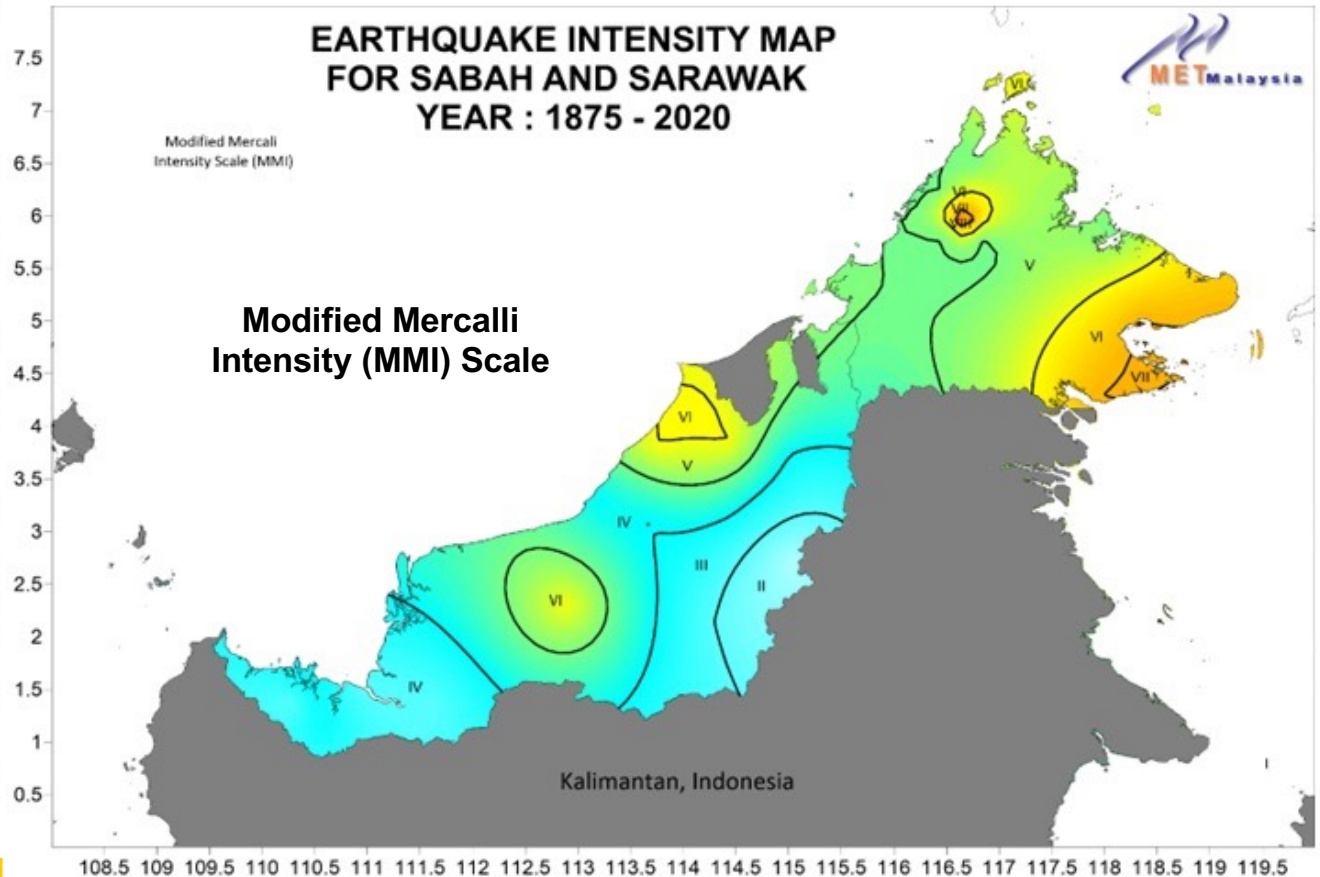 EARTHQUAKE INTENSITY MAP
FOR SABAH AND SARAWAK
YEAR : 1875 - 2020
METMalaysia
Modified Mercali
Intensity Scale (MMI)
Modified Mercalli
Intensity (MMI) Scale
7.5
7
6.5
6
5.5
5
4.5
4
3.5
3
2.5
2
1.5
1
0.5
VI
VI
VII
V
VI
VII
VI
V
IV
III
II
VI
IV
I
Kalimantan, Indonesia
108.5 109 109.5 110 110.5 111 111.5 112 112.5 113 113.5 114 114.5 115 115.5 116 116.5 117 117.5 118 118.5 119 119.5